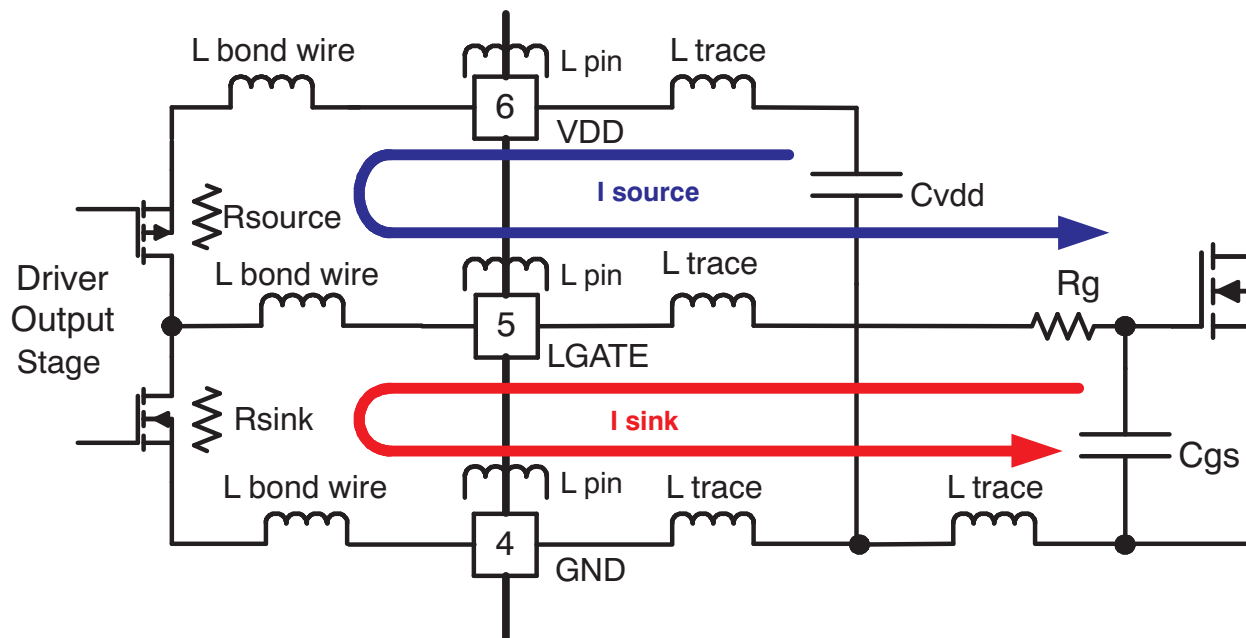 L bond wire
L pin
L trace
6
VDD
I source
Cvdd
Rsource
L bond wire
L pin
L trace
Driver
Output
Stage
Rg
5
LGATE
Rsink
I sink
L bond wire
L pin
L trace
L trace
Cgs
4
GND